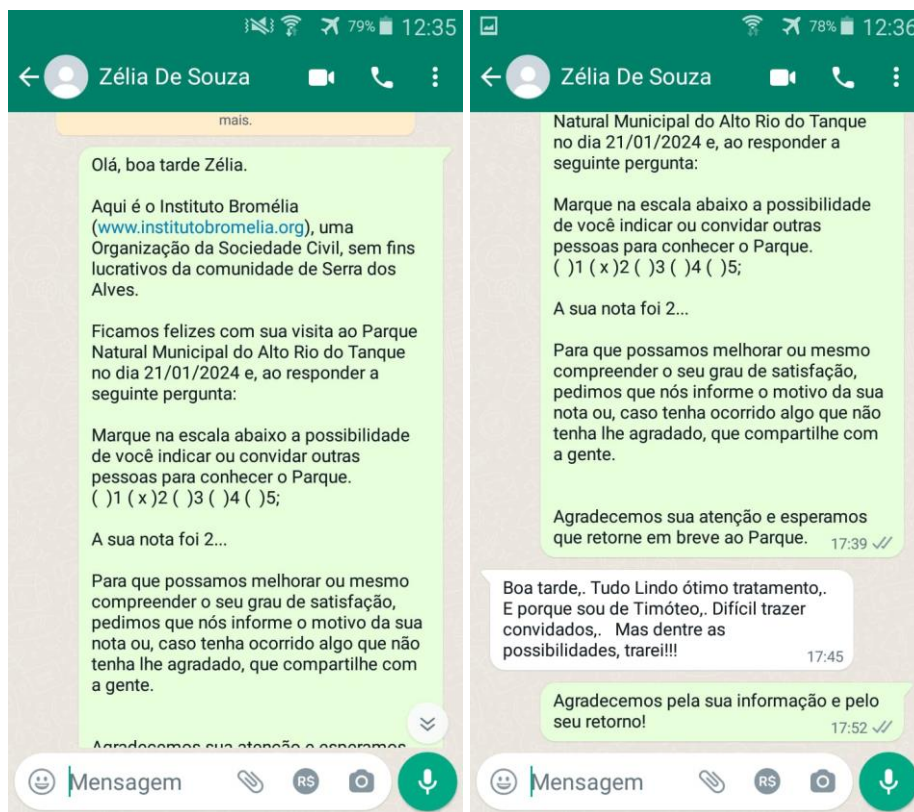 79% 12:35
Zélia De Souza
mais.
Olá, boa tarde Zélia.
Aqui é o Instituto Bromélia
(www.institutobromelia.org), uma
Organização da Sociedade Civil, sem fins
lucrativos da comunidade de Serra dos
Alves.
Ficamos felizes com sua visita ao Parque
Natural Municipal do Alto Rio do Tanque
no dia 21/01/2024 e, ao responder a
seguinte pergunta:
Marque na escala abaixo a possibilidade
de você indicar ou convidar outras
pessoas para conhecer o Parque.
( )1 ( x )2 ( )3 ( )4 ( )5;
A sua nota foi 2...
Para que possamos melhorar ou mesmo
compreender o seu grau de satisfação,
pedimos que nós informe o motivo da sua
nota ou, caso tenha ocorrido algo que não
tenha lhe agradado, que compartilhe com
a gente.
Agradecemos sua atenção e esperamos
Mensagem R$
78% 12:36
Zélia De Souza
Natural Municipal do Alto Rio do Tanque
no dia 21/01/2024 e, ao responder a
seguinte pergunta:
Marque na escala abaixo a possibilidade
de você indicar ou convidar outras
pessoas para conhecer o Parque.
( )1 ( x )2 ( )3 ( )4 ( )5;
A sua nota foi 2...
Para que possamos melhorar ou mesmo
compreender o seu grau de satisfação,
pedimos que nós informe o motivo da sua
nota ou, caso tenha ocorrido algo que não
tenha lhe agradado, que compartilhe com
a gente.
Agradecemos sua atenção e esperamos
que retorne em breve ao Parque. 17:39
Boa tarde,. Tudo Lindo ótimo tratamento,.
E porque sou de Timóteo,. Difícil trazer
convidados,. Mas dentre as
possibilidades, trarei!!! 17:45
Agradecemos pela sua informação e pelo
seu retorno! 17:52
Mensagem R$